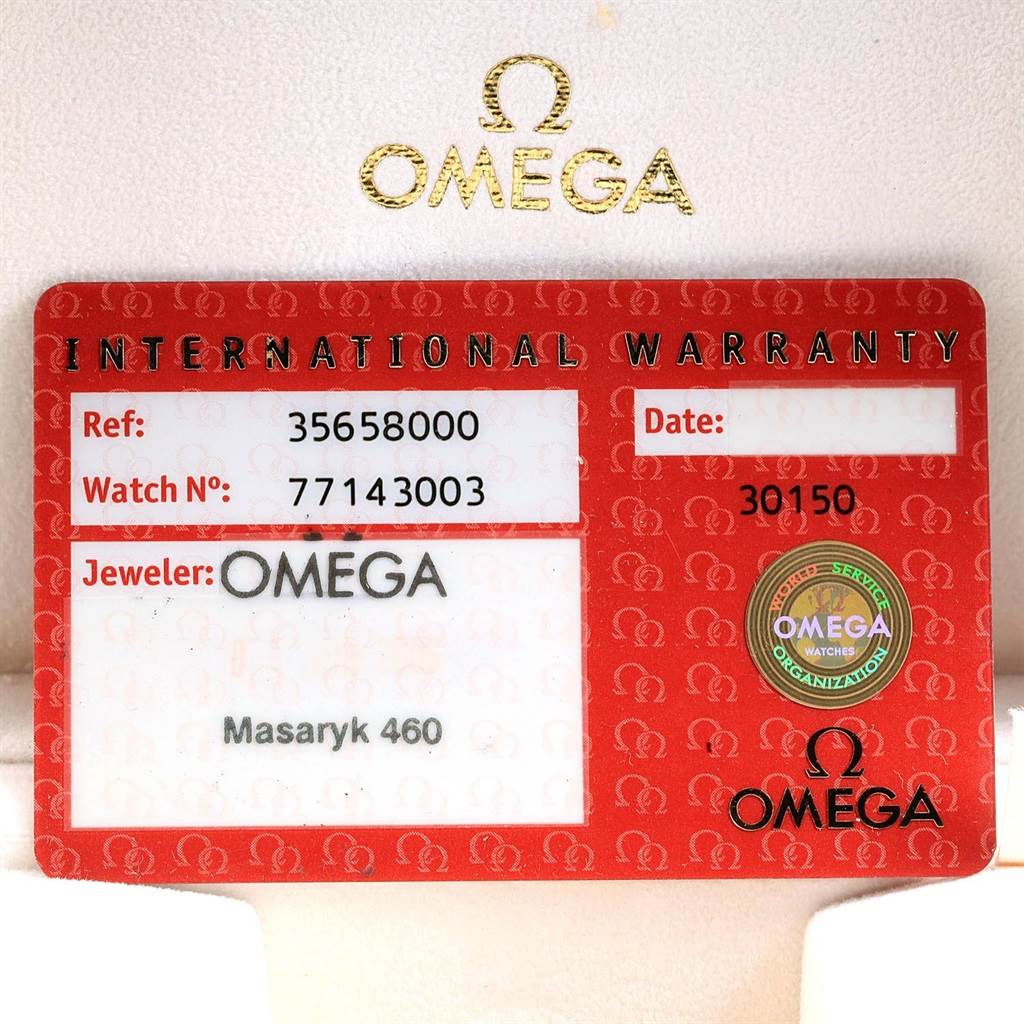 Ω
OMEGA
INTERNATIONAL WARRANTY
Ref: 35658000
Watch Nº: 77143003
Date:
30150
Jeweler: OMEGA
Masaryk 460
WORLD SERVICE
OMEGA
WATCHES
ORGANIZATION
Ω
OMEGA